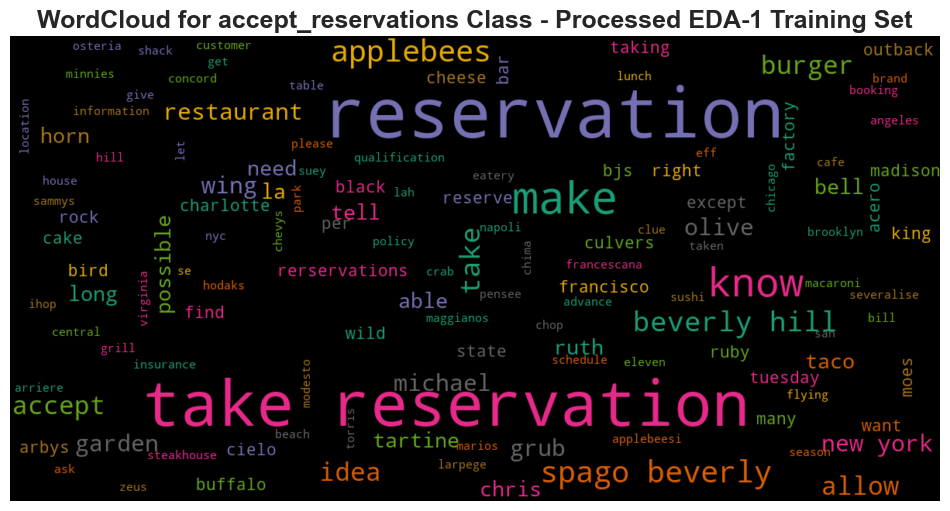 WordCloud for accept_reservations Class - Processed EDA-1 Training Set
osteria
shack
customer
get
applebees
bar
taking
outback
minnies
concord
cheese
lunch
burger
brand
give
table
booking
information
restaurant
reservation
factory
angeles
location
horn
please
let
hill
qualification
eff
cafe
need
suey
eatery
bjs
right
chicago
madison
house
wing
la
park
black
lah
reserve
make
bell
acero
sammys
charlotte
tell
except
rock
per
napoli
clue
olive
brooklyn
king
cake
possible
nyc
chevys
policy
take
chima
culvers
taken
bird
se
rerservations
crab
pensee
francescana
know
macaroni
long
virginia
hodaks
able
francisco
sushi
severalise
ihop
find
advance
maggianos
beverly hill
bill
central
wild
chop
san
grill
state
ruth
schedule
eleven
ruby
insurance
taco
modesto
michael
tuesday
moes
arriere
take reservation
flying
accept
torris
many
beach
tartine
marios
applebeesi
want
arbys
garden
cielo
grub
season
new york
steakhouse
ask
larpege
idea
spago beverly
zeus
buffalo
chris
allow